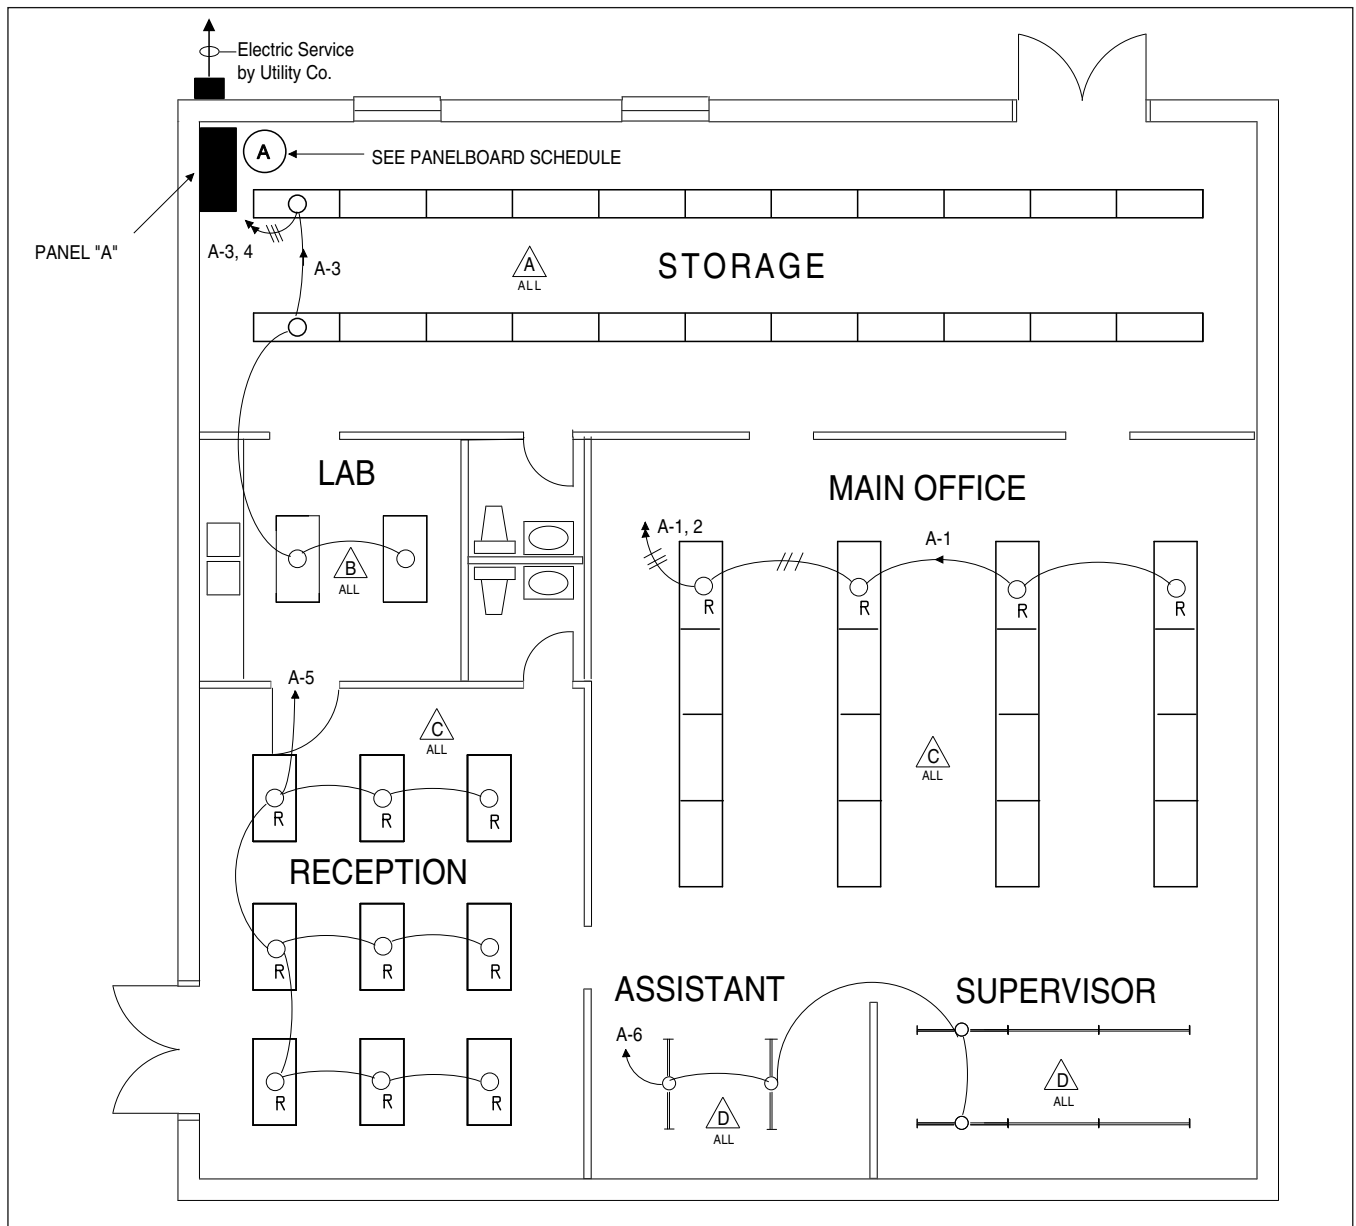 Electric Service
by Utility Co.
A
SEE PANELBOARD SCHEDULE
PANEL "A"
A-3, 4
A-3
A
ALL
STORAGE
LAB
MAIN OFFICE
A-1, 2
A-1
B
ALL
R
R
R
R
A-5
C
ALL
C
ALL
R
R
R
RECEPTION
R
R
R
ASSISTANT
SUPERVISOR
A-6
R
R
R
D
ALL
D
ALL